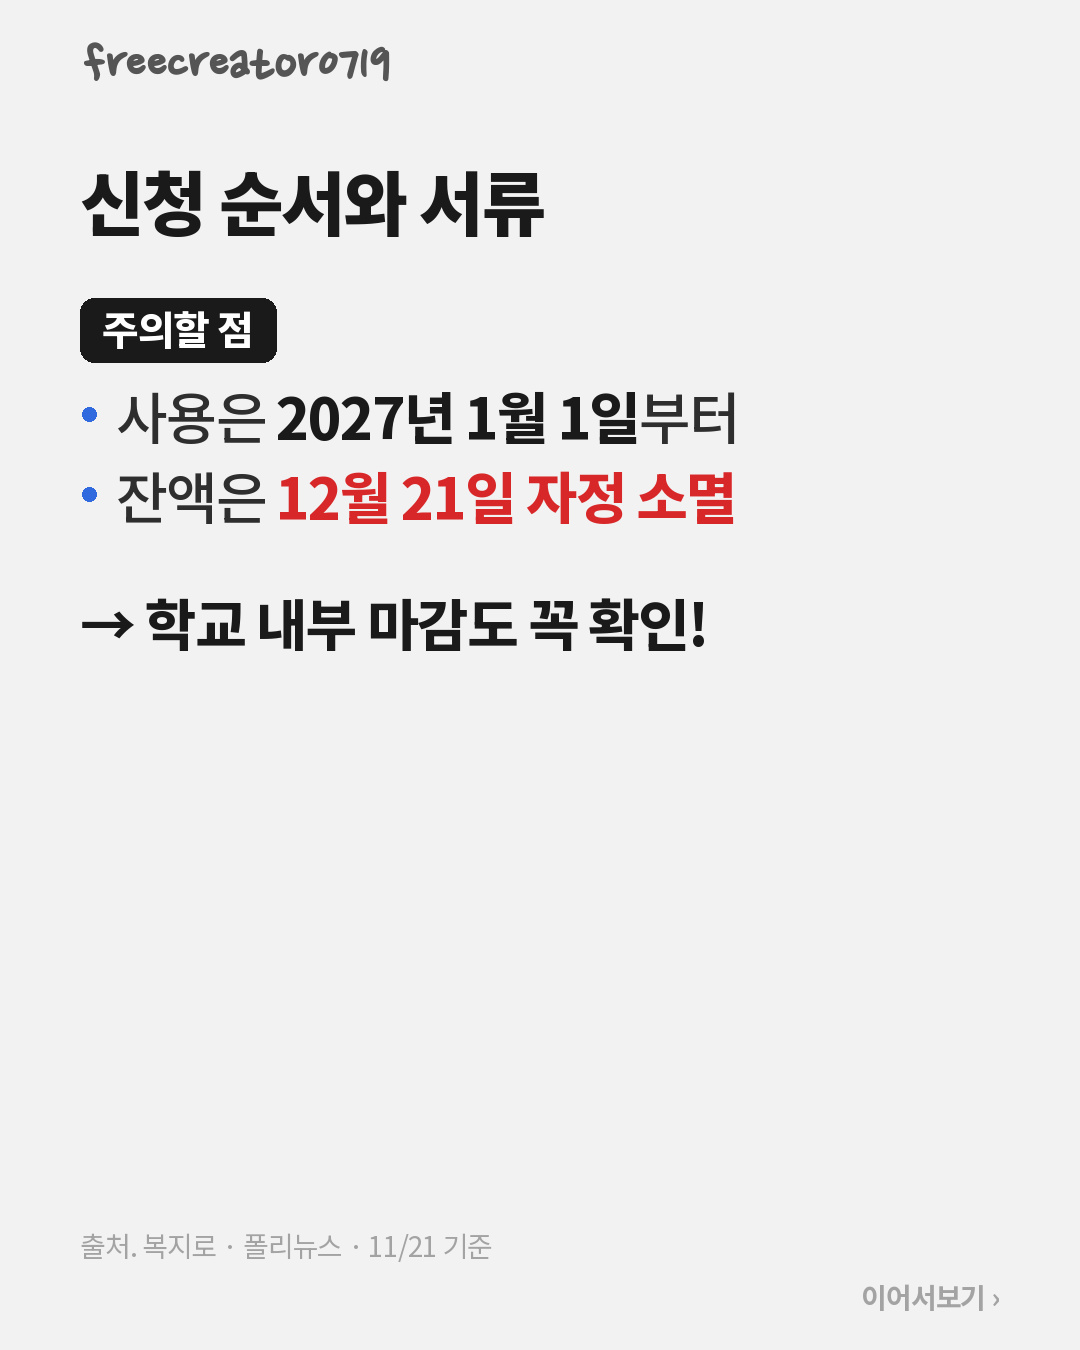 freecreator0719
신청 순서와 서류
주의할 점
• 사용은 2027년 1월 1일부터
• 잔액은 12월 21일 자정 소멸
→ 학교 내부 마감도 꼭 확인!
출처. 복지로 · 폴리뉴스 · 11/21 기준
이어서보기 ›